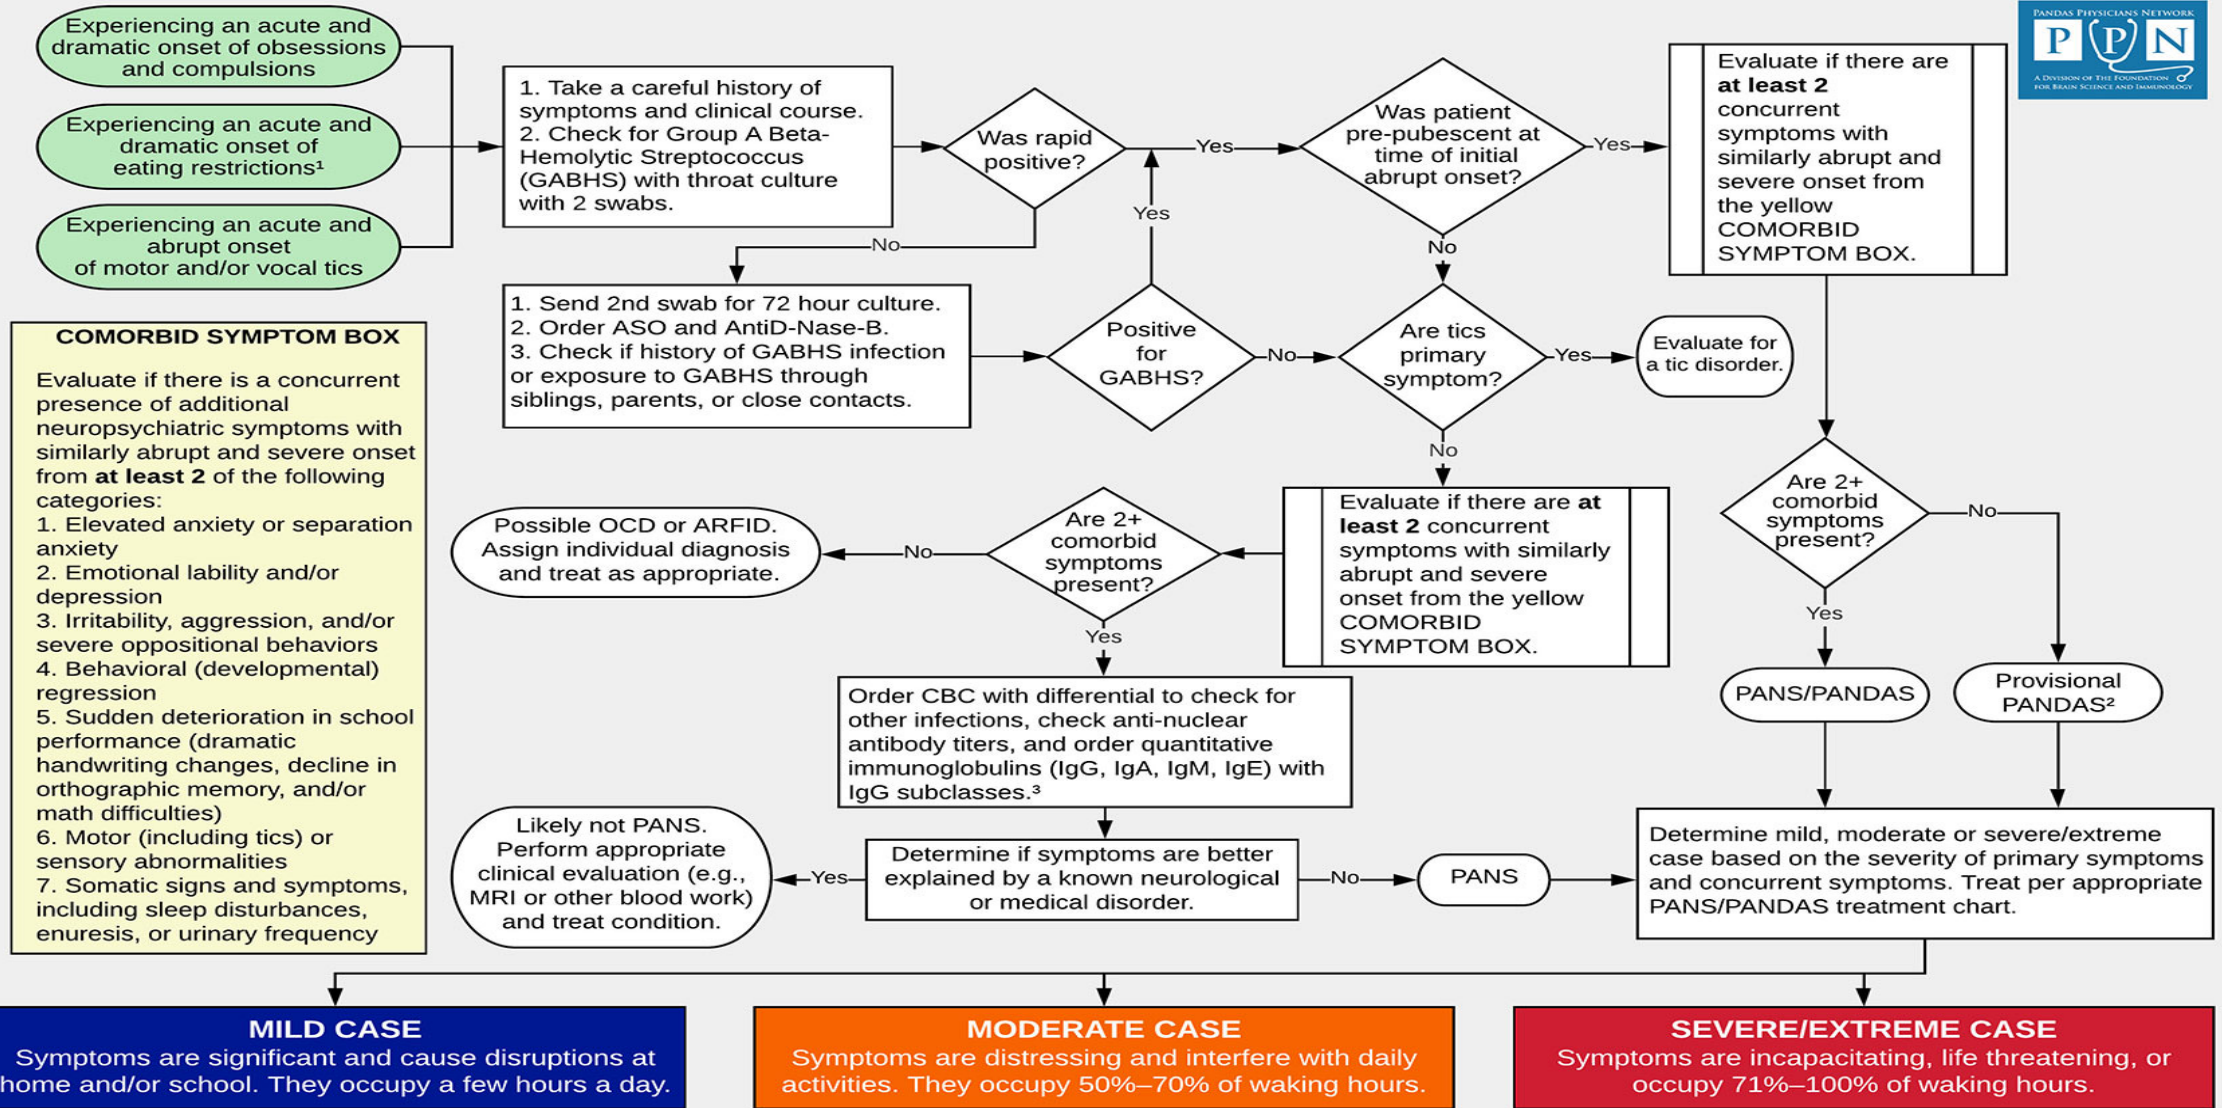 Experiencing an acute and
dramatic onset of obsessions
and compulsions
Experiencing an acute and
dramatic onset of
eating restrictions¹
Experiencing an acute and
abrupt onset
of motor and/or vocal tics
1. Take a careful history of
symptoms and clinical course.
2. Check for Group A Beta-
Hemolytic Streptococcus
(GABHS) with throat culture
with 2 swabs.
Was rapid
positive?
Yes
No
Was patient
pre-pubescent at
time of initial
abrupt onset?
Yes
No
Evaluate if there are
at least 2
concurrent
symptoms with
similarly abrupt and
severe onset from
the yellow
COMORBID
SYMPTOM BOX.
PANDAS PHYSICIANS NETWORK
PPN
A DIVISION OF THE FOUNDATION
FOR BRAIN SCIENCE AND IMMUNOLOGY
1. Send 2nd swab for 72 hour culture.
2. Order ASO and AntiD-Nase-B.
3. Check if history of GABHS infection
or exposure to GABHS through
siblings, parents, or close contacts.
Positive
for
GABHS?
Yes
No
Are tics
primary
symptom?
Yes
No
Evaluate for
a tic disorder.
COMORBID SYMPTOM BOX
Evaluate if there is a concurrent
presence of additional
neuropsychiatric symptoms with
similarly abrupt and severe onset
from at least 2 of the following
categories:
1. Elevated anxiety or separation
anxiety
2. Emotional lability and/or
depression
3. Irritability, aggression, and/or
severe oppositional behaviors
4. Behavioral (developmental)
regression
5. Sudden deterioration in school
performance (dramatic
handwriting changes, decline in
orthographic memory, and/or
math difficulties)
6. Motor (including tics) or
sensory abnormalities
7. Somatic signs and symptoms,
including sleep disturbances,
enuresis, or urinary frequency
Evaluate if there are at
least 2 concurrent
symptoms with similarly
abrupt and severe
onset from the yellow
COMORBID
SYMPTOM BOX.
Are 2+
comorbid
symptoms
present?
No
Yes
Possible OCD or ARFID.
Assign individual diagnosis
and treat as appropriate.
Are 2+
comorbid
symptoms
present?
No
Yes
PANS/PANDAS
Provisional
PANDAS²
Order CBC with differential to check for
other infections, check anti-nuclear
antibody titers, and order quantitative
immunoglobulins (IgG, IgA, IgM, IgE) with
IgG subclasses.³
Determine if symptoms are better
explained by a known neurological
or medical disorder.
Yes
No
Likely not PANS.
Perform appropriate
clinical evaluation (e.g.,
MRI or other blood work)
and treat condition.
PANS
Determine mild, moderate or severe/extreme
case based on the severity of primary symptoms
and concurrent symptoms. Treat per appropriate
PANS/PANDAS treatment chart.
MILD CASE
Symptoms are significant and cause disruptions at
home and/or school. They occupy a few hours a day.
MODERATE CASE
Symptoms are distressing and interfere with daily
activities. They occupy 50%–70% of waking hours.
SEVERE/EXTREME CASE
Symptoms are incapacitating, life threatening, or
occupy 71%–100% of waking hours.